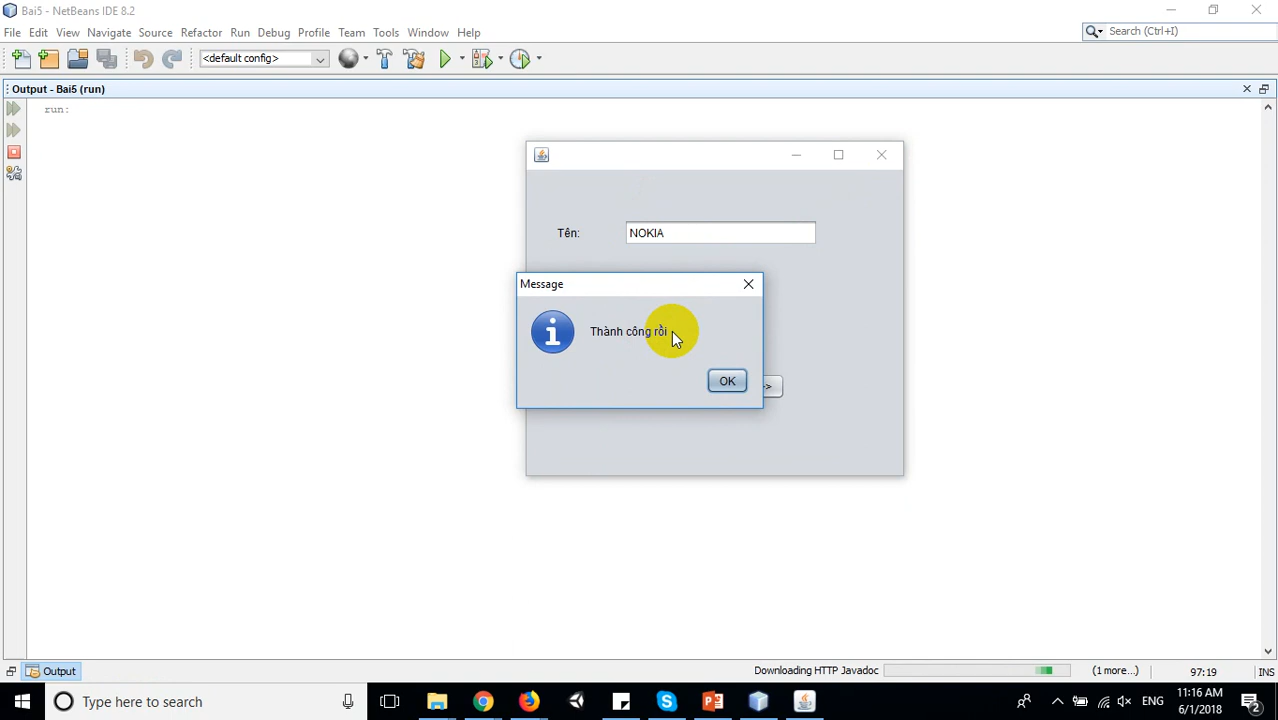 Bai5 - NetBeans IDE 8.2
File Edit View Navigate Source Refactor Run Debug Profile Team Tools Window Help
Search (Ctrl+I)
<default config>
Output - Bai5 (run)
run:
Tên: NOKIA
Message
Thành công rồi
OK
>
Output
Downloading HTTP Javadoc
(1 more...)
97:19
INS
Type here to search
ENG
11:16 AM
6/1/2018
2